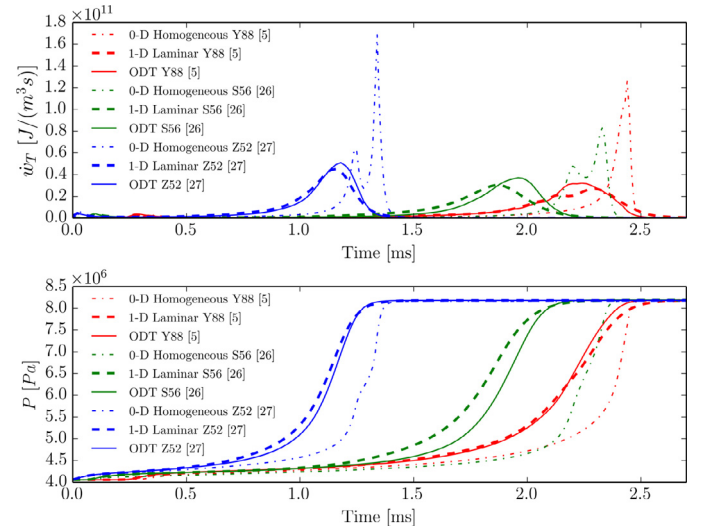 ×10¹¹
1.8
1.6
1.4
1.2
1.0
0.8
0.6
0.4
0.2
0.0
ẇ_T [J/(m³s)]
0-D Homogeneous Y88 [5]
1-D Laminar Y88 [5]
ODT Y88 [5]
0-D Homogeneous S56 [26]
1-D Laminar S56 [26]
ODT S56 [26]
0-D Homogeneous Z52 [27]
1-D Laminar Z52 [27]
ODT Z52 [27]
0.0 0.5 1.0 1.5 2.0 2.5
Time [ms]
×10⁶
8.5
8.0
7.5
7.0
6.5
6.0
5.5
5.0
4.5
4.0
P [Pa]
0-D Homogeneous Y88 [5]
1-D Laminar Y88 [5]
ODT Y88 [5]
0-D Homogeneous S56 [26]
1-D Laminar S56 [26]
ODT S56 [26]
0-D Homogeneous Z52 [27]
1-D Laminar Z52 [27]
ODT Z52 [27]
0.0 0.5 1.0 1.5 2.0 2.5
Time [ms]